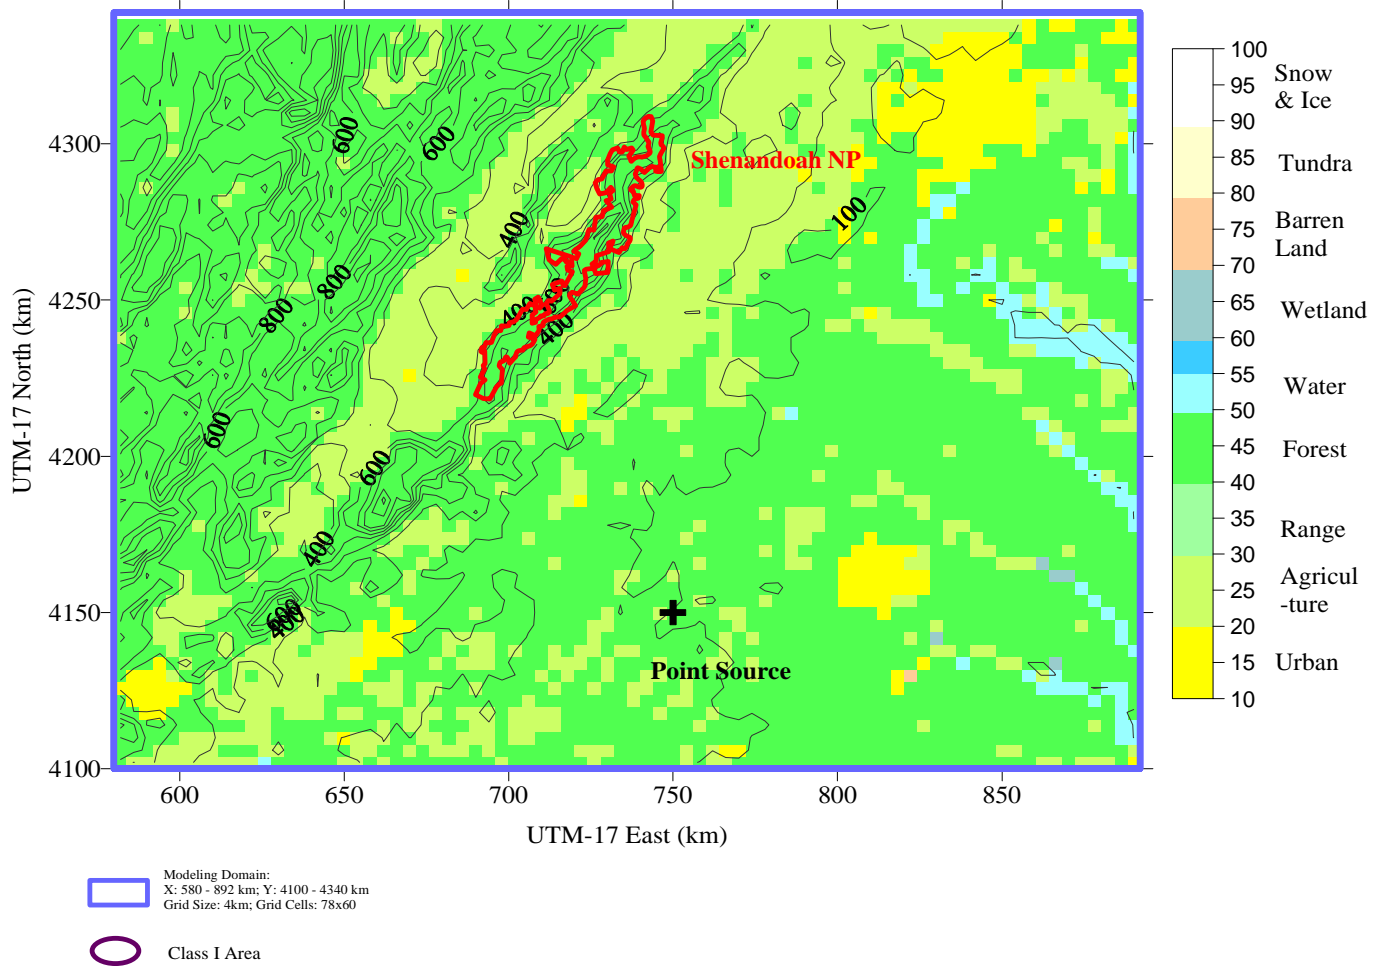 UTM-17 North (km)
4300
4250
4200
4150
4100
600
600
400
800
800
400
400
600
600
400
600
400
100
Shenandoah NP
Point Source
600
650
700
750
800
850
UTM-17 East (km)
100
95
90
85
80
75
70
65
60
55
50
45
40
35
30
25
20
15
10
Snow
& Ice
Tundra
Barren
Land
Wetland
Water
Forest
Range
Agricul
-ture
Urban
Modeling Domain:
X: 580 - 892 km; Y: 4100 - 4340 km
Grid Size: 4km; Grid Cells: 78x60
Class I Area